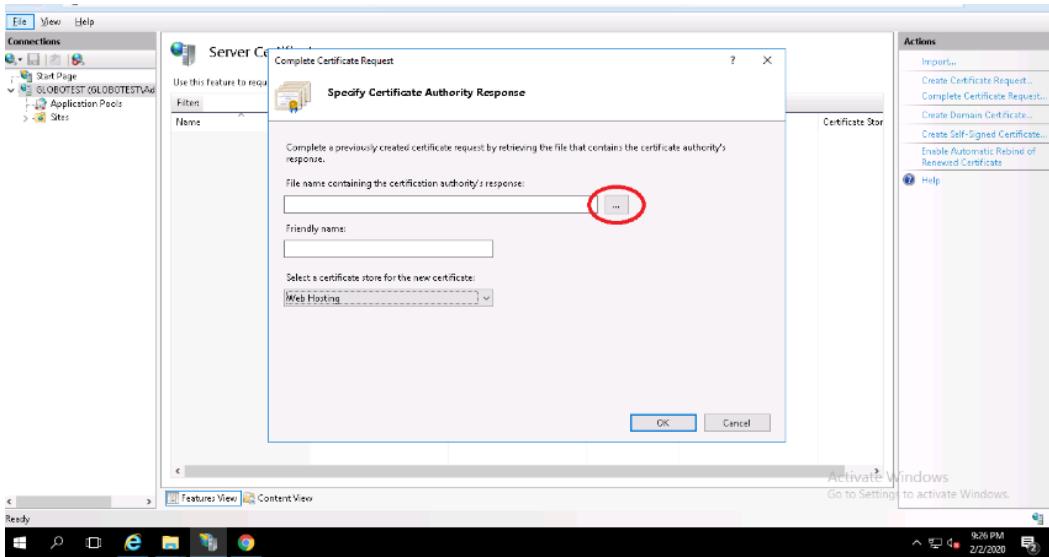 File View Help
Connections
Start Page
GLOBOTEST (GLOBOTEST\Ad
Application Pools
Sites
Server Ce
Use this feature to requ
Filter:
Name
Certificate Stor
Complete Certificate Request
? X
Specify Certificate Authority Response
Complete a previously created certificate request by retrieving the file that contains the certificate authority's
response.
File name containing the certification authority's response:
...
Friendly name:
Select a certificate store for the new certificate:
Web Hosting
OK Cancel
Features View Content View
Ready
Actions
Import...
Create Certificate Request...
Complete Certificate Request...
Create Domain Certificate...
Create Self-Signed Certificate...
Enable Automatic Rebind of
Renewed Certificate
Help
Activate Windows
Go to Settings to activate Windows.
9:26 PM
2/2/2020